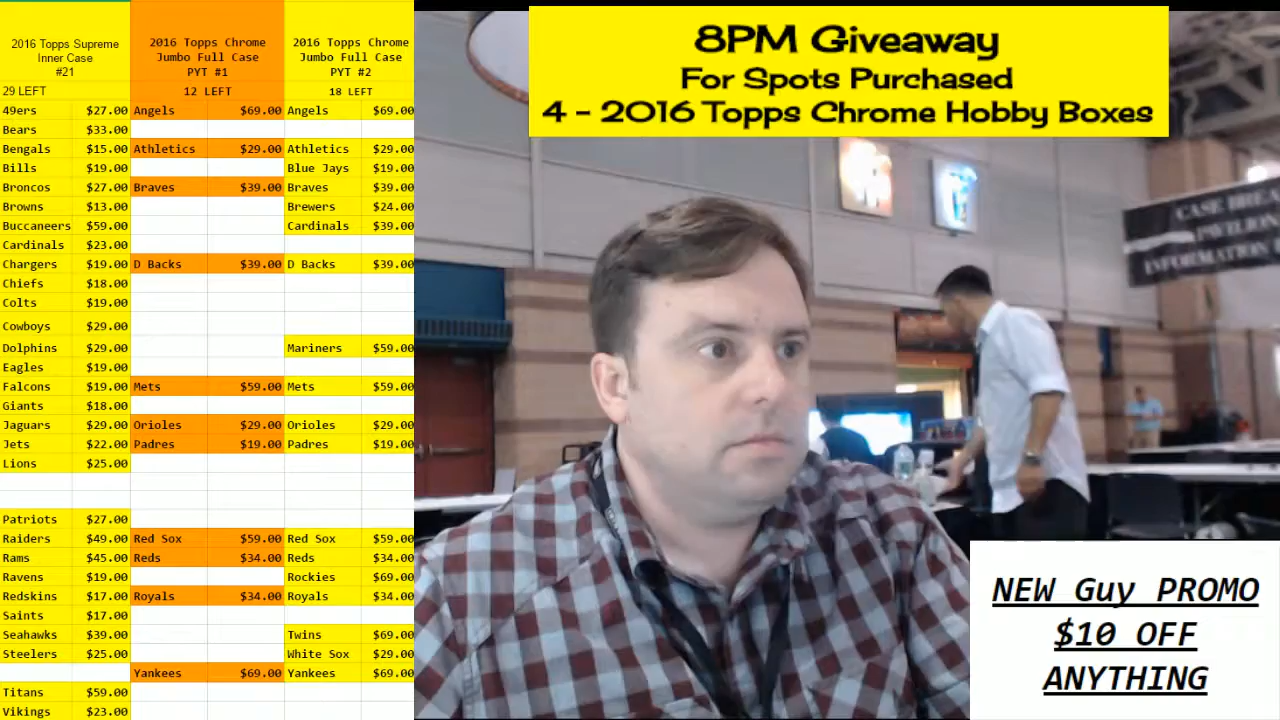 2016 Topps Supreme
Inner Case
#21
29 LEFT
49ers $27.00
Bears $33.00
Bengals $15.00
Bills $19.00
Broncos $27.00
Browns $13.00
Buccaneers $59.00
Cardinals $23.00
Chargers $19.00
Chiefs $18.00
Colts $19.00
Cowboys $29.00
Dolphins $29.00
Eagles $19.00
Falcons $19.00
Giants $18.00
Jaguars $29.00
Jets $22.00
Lions $25.00
Patriots $27.00
Raiders $49.00
Rams $45.00
Ravens $19.00
Redskins $17.00
Saints $17.00
Seahawks $39.00
Steelers $25.00
Titans $59.00
Vikings $23.00
2016 Topps Chrome
Jumbo Full Case
PYT #1
12 LEFT
Angels $69.00
Athletics $29.00
Braves $39.00
D Backs $39.00
Mets $59.00
Orioles $29.00
Padres $19.00
Red Sox $59.00
Reds $34.00
Royals $34.00
Yankees $69.00
2016 Topps Chrome
Jumbo Full Case
PYT #2
18 LEFT
Angels $69.00
Athletics $29.00
Blue Jays $19.00
Braves $39.00
Brewers $24.00
Cardinals $39.00
D Backs $39.00
Mariners $59.00
Mets $59.00
Orioles $29.00
Padres $19.00
Red Sox $59.00
Reds $34.00
Rockies $69.00
Royals $34.00
Twins $69.00
White Sox $29.00
Yankees $69.00
8PM Giveaway
For Spots Purchased
4 - 2016 Topps Chrome Hobby Boxes
CASE BREA
PAVILION
INFORMATION
NEW Guy PROMO
$10 OFF
ANYTHING